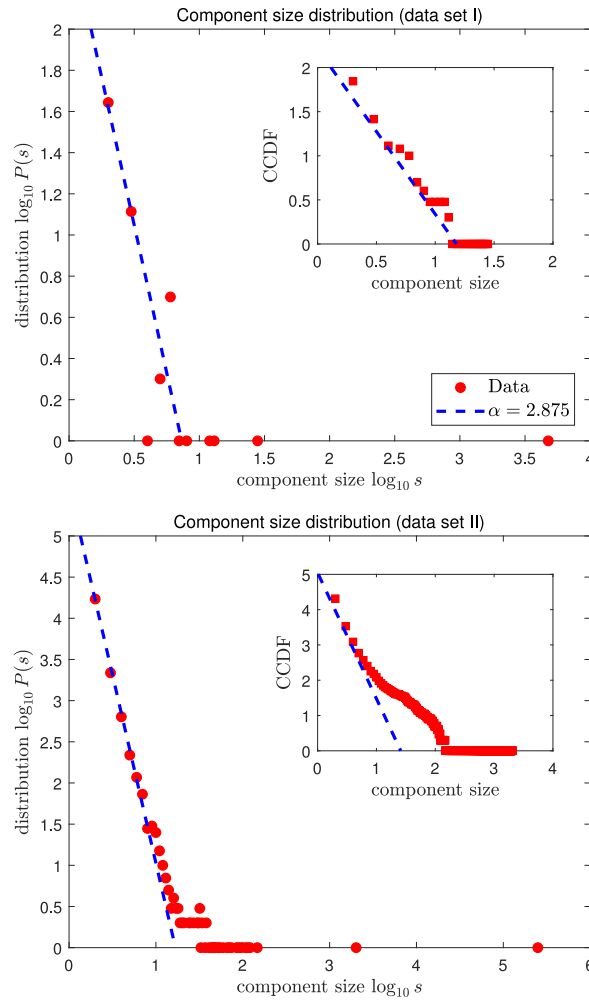 Component size distribution (data set I)
2
1.8
1.6
1.4
1.2
1
0.8
0.6
0.4
0.2
0
distribution log₁₀ P(s)
0 0.5 1 1.5 2 2.5 3 3.5 4
component size log₁₀ s
2
1.5
1
0.5
0
CCDF
0 0.5 1 1.5 2
component size
Data
α = 2.875
Component size distribution (data set II)
5
4.5
4
3.5
3
2.5
2
1.5
1
0.5
0
distribution log₁₀ P(s)
0 1 2 3 4 5 6
component size log₁₀ s
5
4
3
2
1
0
CCDF
0 1 2 3 4
component size